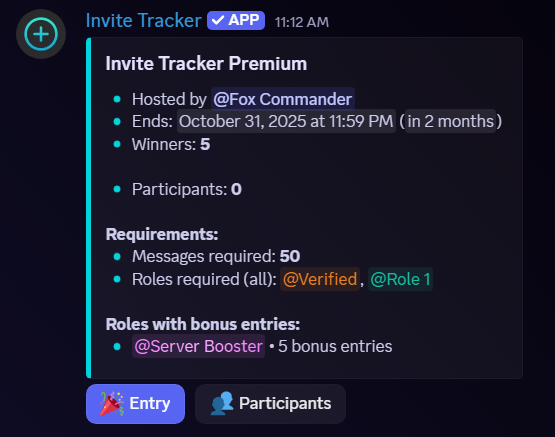 Invite Tracker ✓ APP 11:12 AM
Invite Tracker Premium
• Hosted by @Fox Commander
• Ends: October 31, 2025 at 11:59 PM (in 2 months)
• Winners: 5
• Participants: 0
Requirements:
• Messages required: 50
• Roles required (all): @Verified, @Role 1
Roles with bonus entries:
• @Server Booster • 5 bonus entries
Entry Participants